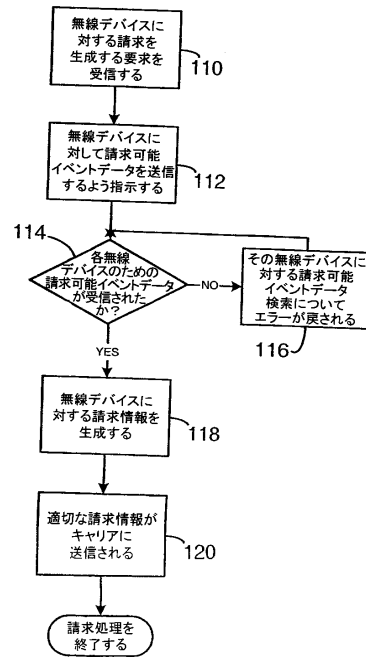 無線デバイスに
対する請求を
生成する要求を
受信する
110
無線デバイスに
対して請求可能
イベントデータを送信
するよう指示する
112
114
各無線
デバイスのための
請求可能イベントデータ
が受信された
か？
NO
その無線デバイスに
対する請求可能
イベントデータ
検索について
エラーが戻される
116
YES
無線デバイスに
対する請求情報を
生成する
118
適切な請求情報が
キャリアに
送信される
120
請求処理を
終了する